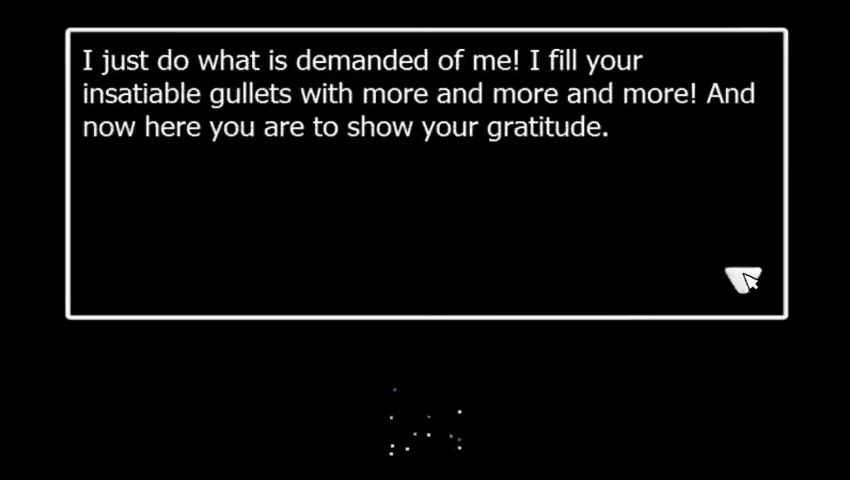 I just do what is demanded of me! I fill your
insatiable gullets with more and more and more! And
now here you are to show your gratitude.